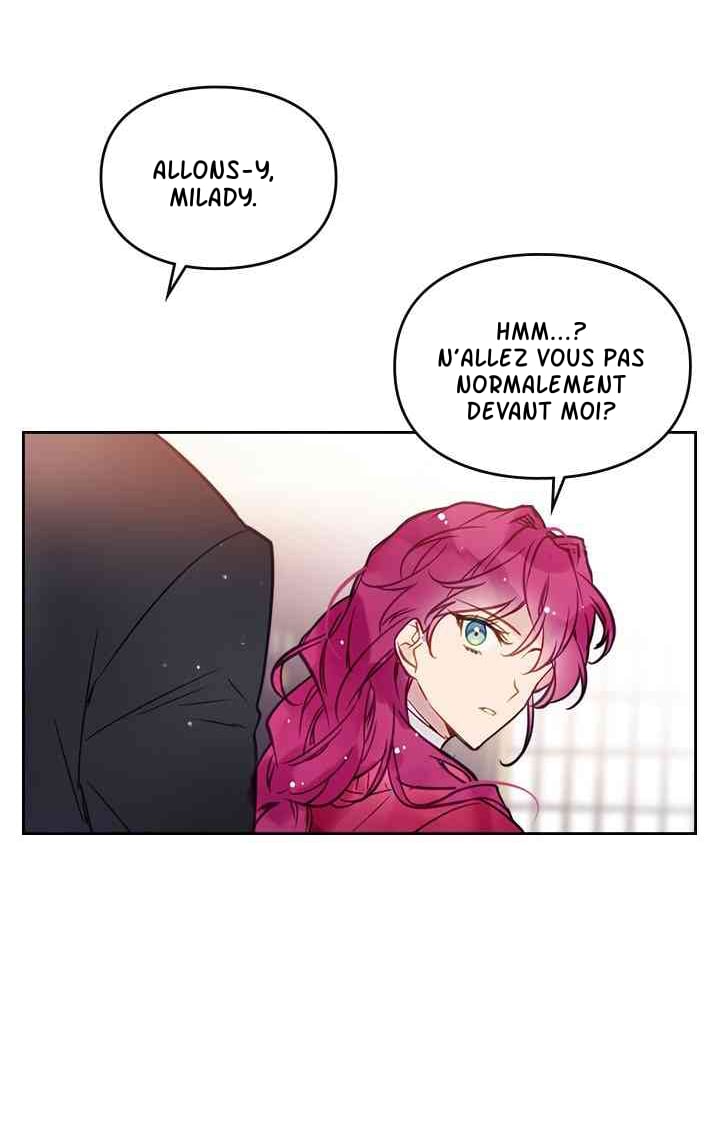 ALLONS-Y,
MILADY.
HMM...?
N'ALLEZ VOUS PAS
NORMALEMENT
DEVANT MOI?